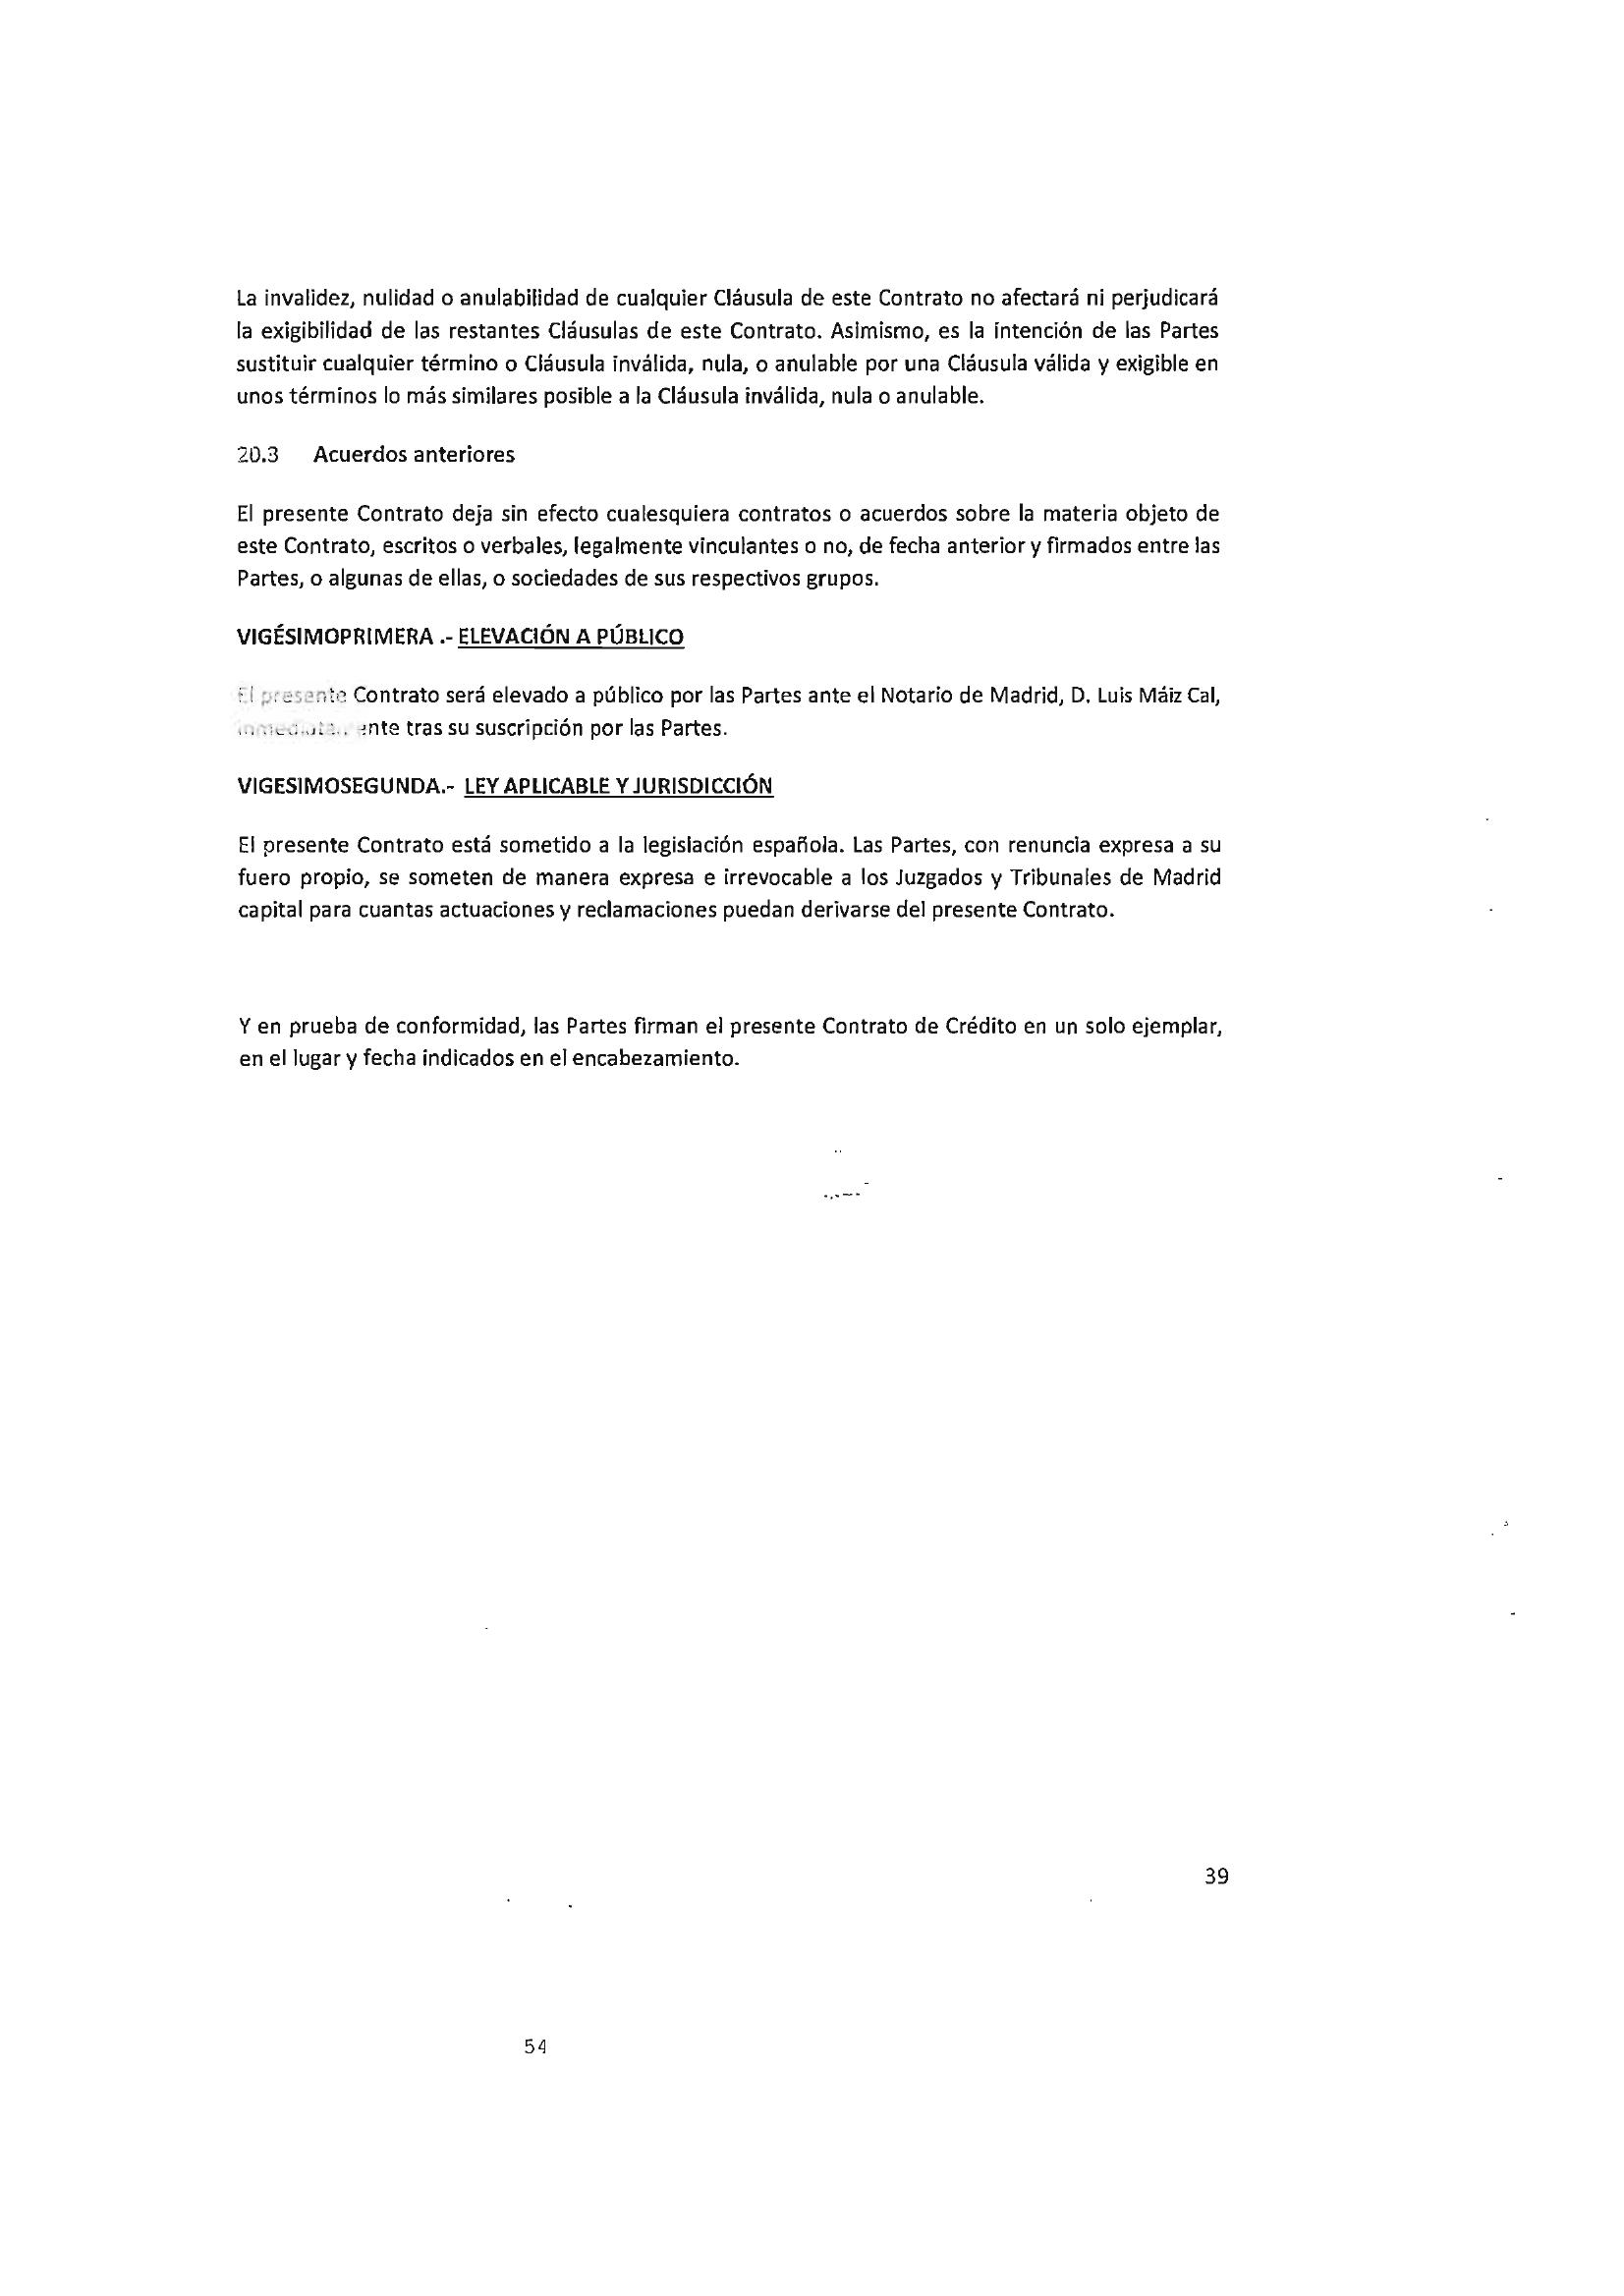 La invalidez, nulidad o anulabilidad de cualquier Cláusula de este Contrato no afectará ni perjudicará
la exigibilidad de las restantes Cláusulas de este Contrato. Asimismo, es la intención de las Partes
sustituir cualquier término o Cláusula inválida, nula, o anulable por una Cláusula válida y exigible en
unos términos lo más similares posible a la Cláusula inválida, nula o anulable.
20.3 Acuerdos anteriores
El presente Contrato deja sin efecto cualesquiera contratos o acuerdos sobre la materia objeto de
este Contrato, escritos o verbales, legalmente vinculantes o no, de fecha anterior y firmados entre las
Partes, o algunas de ellas, o sociedades de sus respectivos grupos.
VIGÉSIMOPRIMERA .- ELEVACIÓN A PÚBLICO
El presente Contrato será elevado a público por las Partes ante el Notario de Madrid, D. Luis Máiz Cal,
tras su suscripción por las Partes.
VIGESIMOSEGUNDA.- LEY APLICABLE Y JURISDICCIÓN
El presente Contrato está sometido a la legislación española. Las Partes, con renuncia expresa a su
fuero propio, se someten de manera expresa e irrevocable a los Juzgados y Tribunales de Madrid
capital para cuantas actuaciones y reclamaciones puedan derivarse del presente Contrato.
Y en prueba de conformidad, las Partes firman el presente Contrato de Crédito en un solo ejemplar,
en el lugar y fecha indicados en el encabezamiento.
39
54